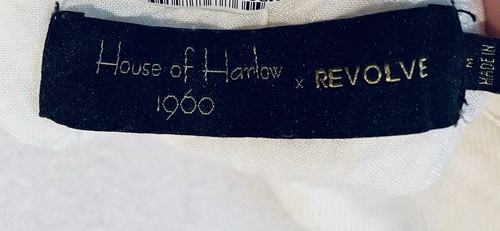 House of Harlow
1960
x REVOLVE
M
MADE IN